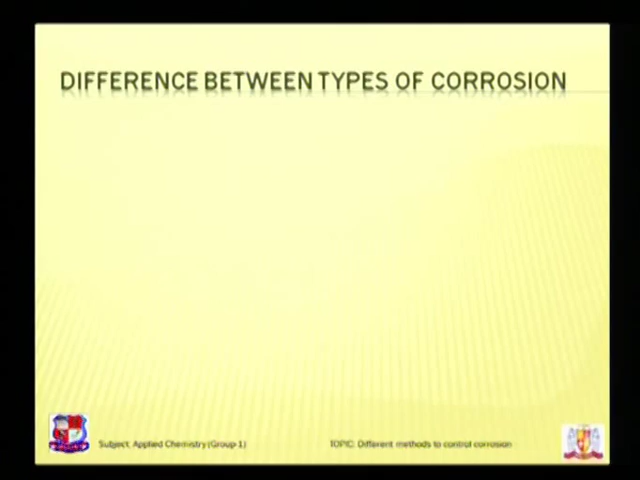 DIFFERENCE BETWEEN TYPES OF CORROSION
Subject: Applied Chemistry (Group-1)
TOPIC: Different methods to control corrosion